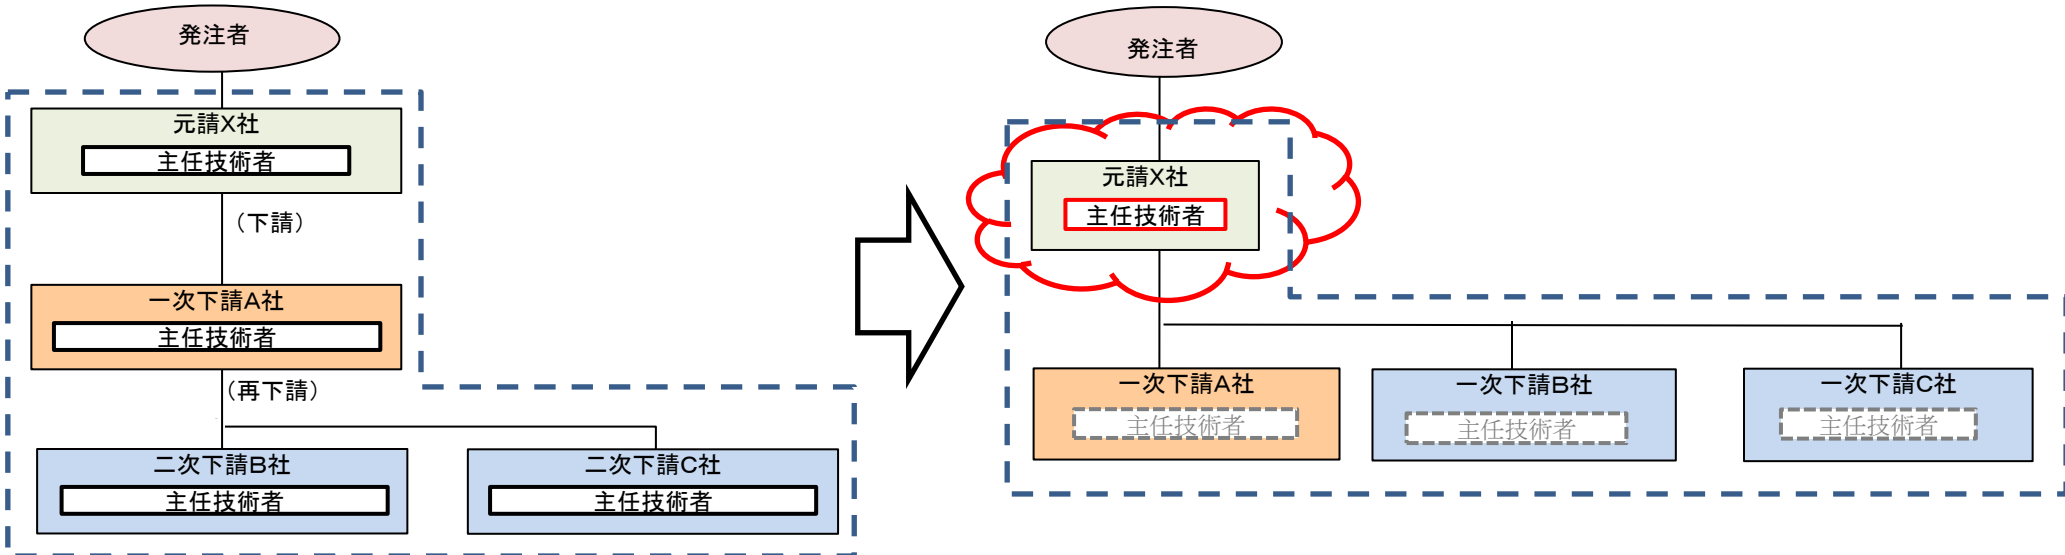 発注者
元請X社
主任技術者
（下請）
一次下請A社
主任技術者
（再下請）
二次下請B社
主任技術者
二次下請C社
主任技術者
発注者
元請X社
主任技術者
一次下請A社
主任技術者
一次下請B社
主任技術者
一次下請C社
主任技術者